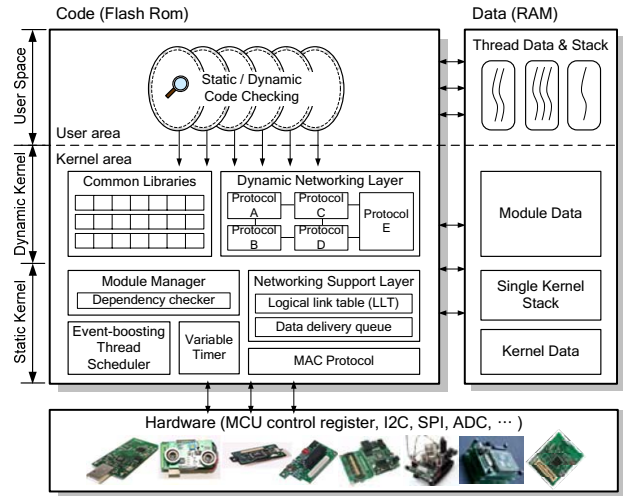 Code (Flash Rom)
Data (RAM)
User Space
Static / Dynamic
Code Checking
User area
Thread Data & Stack
Dynamic Kernel
Kernel area
Common Libraries
Dynamic Networking Layer
Protocol
A
Protocol
C
Protocol
E
Protocol
B
Protocol
D
Module Data
Static Kernel
Module Manager
Dependency checker
Networking Support Layer
Logical link table (LLT)
Data delivery queue
Event-boosting
Thread
Scheduler
Variable
Timer
MAC Protocol
Single Kernel
Stack
Kernel Data
Hardware (MCU control register, I2C, SPI, ADC, ⋯ )